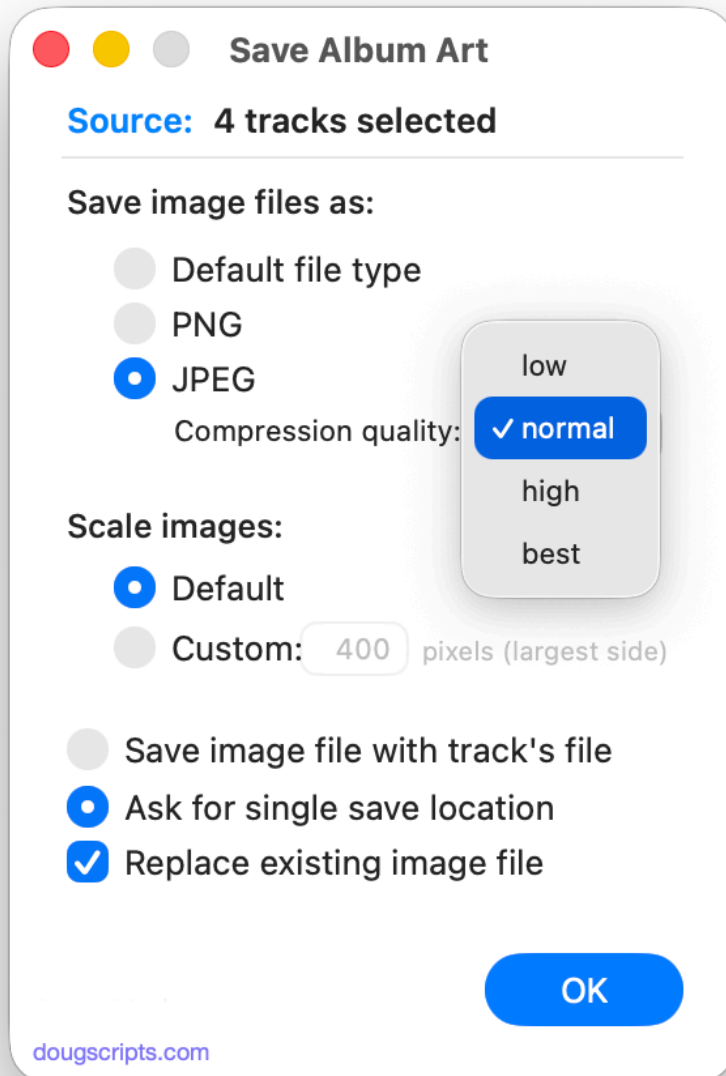 Save Album Art
Source: 4 tracks selected
Save image files as:
Default file type
PNG
JPEG
Compression quality:
low
normal
high
best
Scale images:
Default
Custom: 400 pixels (largest side)
Save image file with track's file
Ask for single save location
Replace existing image file
OK
dougscripts.com